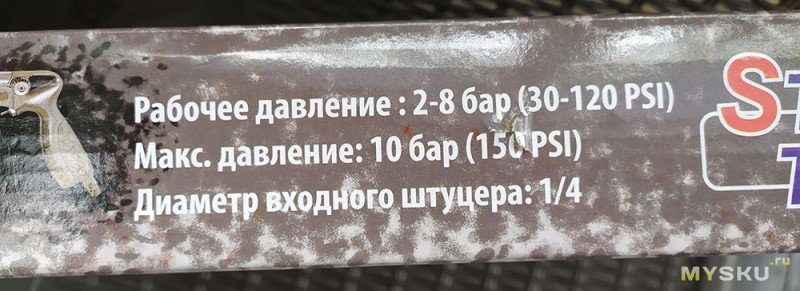 Рабочее давление : 2-8 бар (30-120 PSI)
Макс. давление: 10 бар (150 PSI)
Диаметр входного штуцера: 1/4
MYSKU.ru